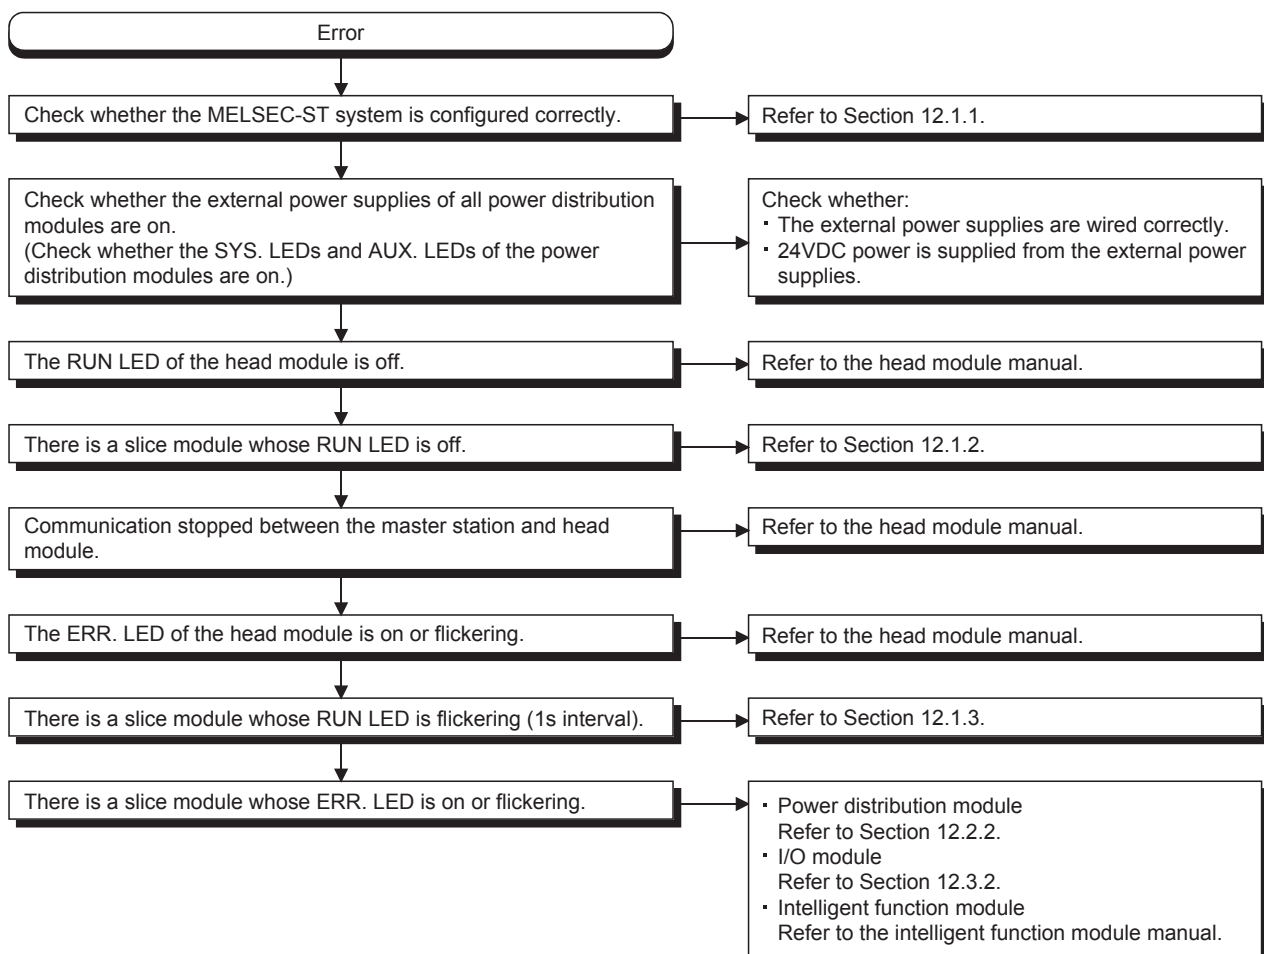 Error
Check whether the MELSEC-ST system is configured correctly.
Refer to Section 12.1.1.
Check whether the external power supplies of all power distribution
modules are on.
(Check whether the SYS. LEDs and AUX. LEDs of the power
distribution modules are on.)
Check whether:
・ The external power supplies are wired correctly.
・ 24VDC power is supplied from the external power
supplies.
The RUN LED of the head module is off.
Refer to the head module manual.
There is a slice module whose RUN LED is off.
Refer to Section 12.1.2.
Communication stopped between the master station and head
module.
Refer to the head module manual.
The ERR. LED of the head module is on or flickering.
Refer to the head module manual.
There is a slice module whose RUN LED is flickering (1s interval).
Refer to Section 12.1.3.
There is a slice module whose ERR. LED is on or flickering.
・ Power distribution module
Refer to Section 12.2.2.
・ I/O module
Refer to Section 12.3.2.
・ Intelligent function module
Refer to the intelligent function module manual.